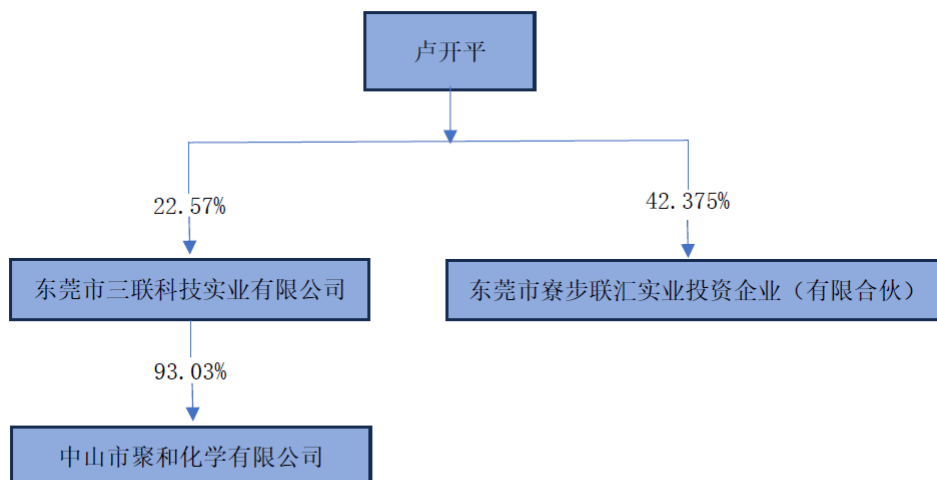 卢开平
22.57%
42.375%
东莞市三联科技实业有限公司
东莞市寮步联汇实业投资企业（有限合伙）
93.03%
中山市聚和化学有限公司